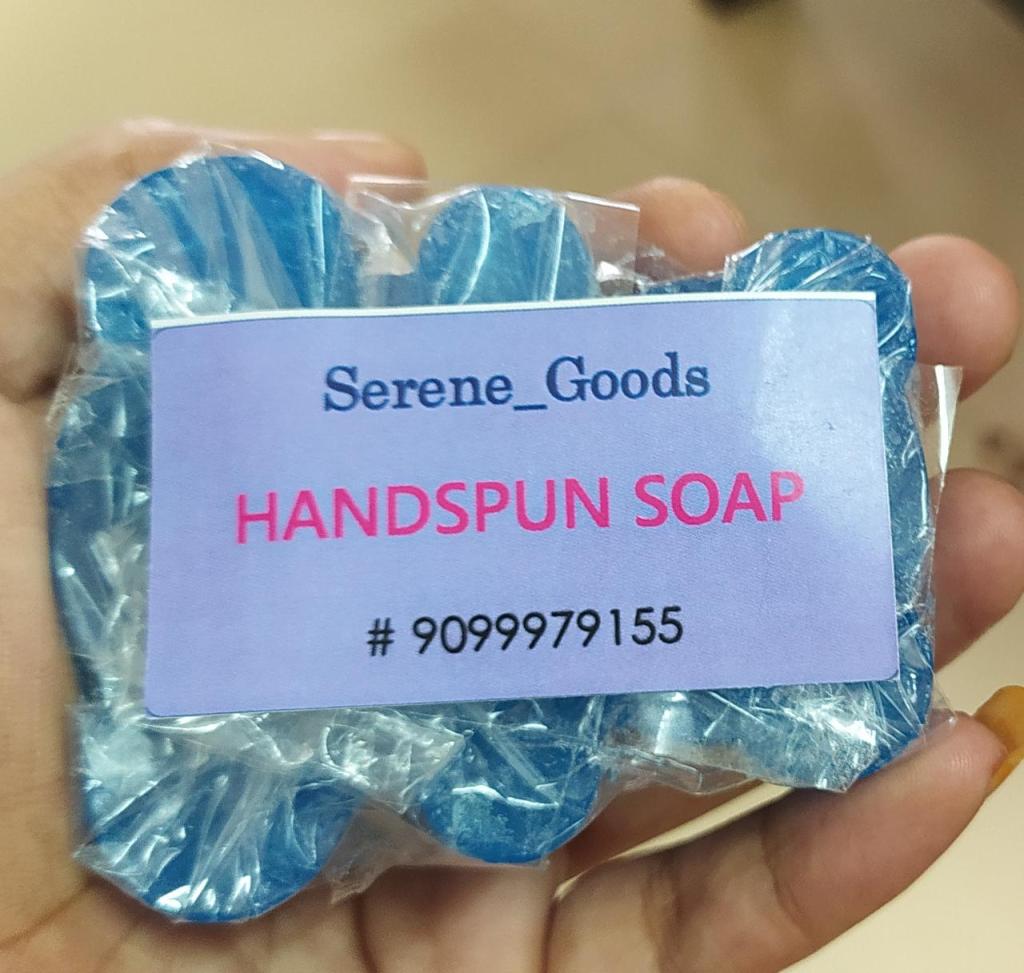 Serene_Goods
HANDSPUN SOAP
# 9099979155